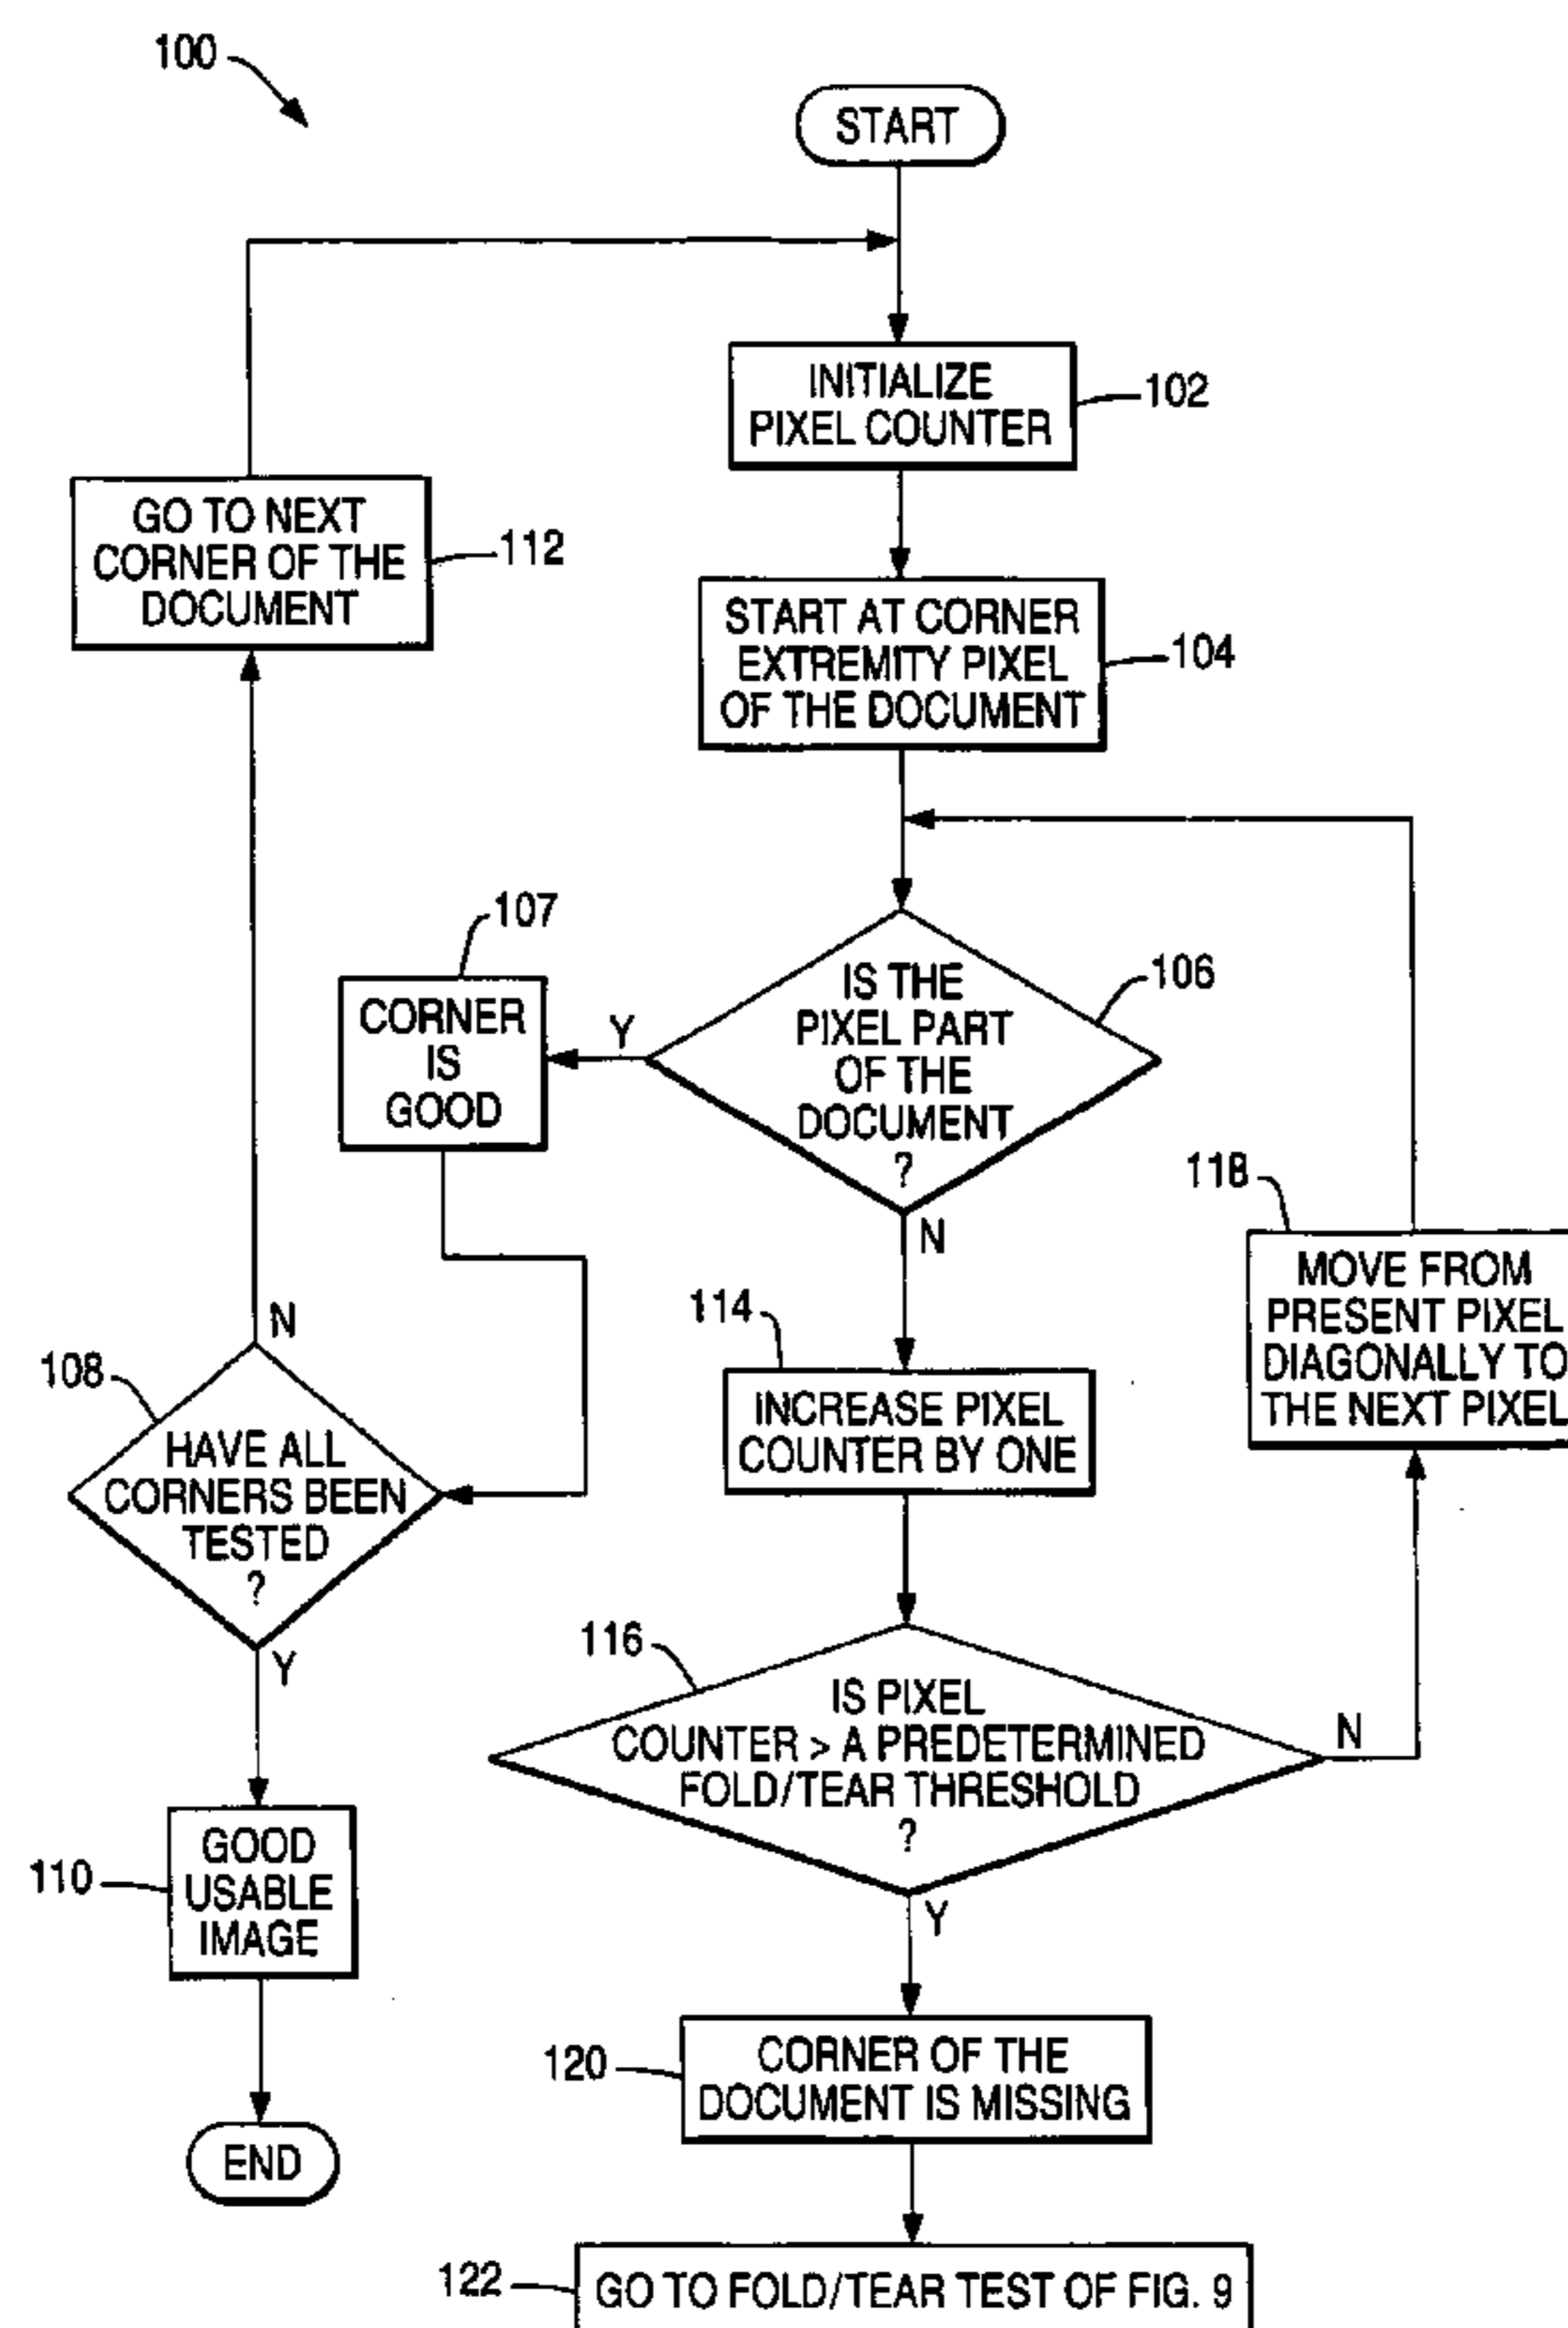 100
START
INITIALIZE
PIXEL COUNTER
102
GO TO NEXT
CORNER OF THE
DOCUMENT
112
START AT CORNER
EXTREMITY PIXEL
OF THE DOCUMENT
104
107
CORNER
IS
GOOD
Y
IS THE
PIXEL PART
OF THE
DOCUMENT
?
106
N
118
MOVE FROM
PRESENT PIXEL
DIAGONALLY TO
THE NEXT PIXEL
114
INCREASE PIXEL
COUNTER BY ONE
N
108
HAVE ALL
CORNERS BEEN
TESTED
?
Y
116
IS PIXEL
COUNTER > A PREDETERMINED
FOLD/TEAR THRESHOLD
?
N
Y
110
GOOD
USABLE
IMAGE
END
120
CORNER OF THE
DOCUMENT IS MISSING
122
GO TO FOLD/TEAR TEST OF FIG. 9